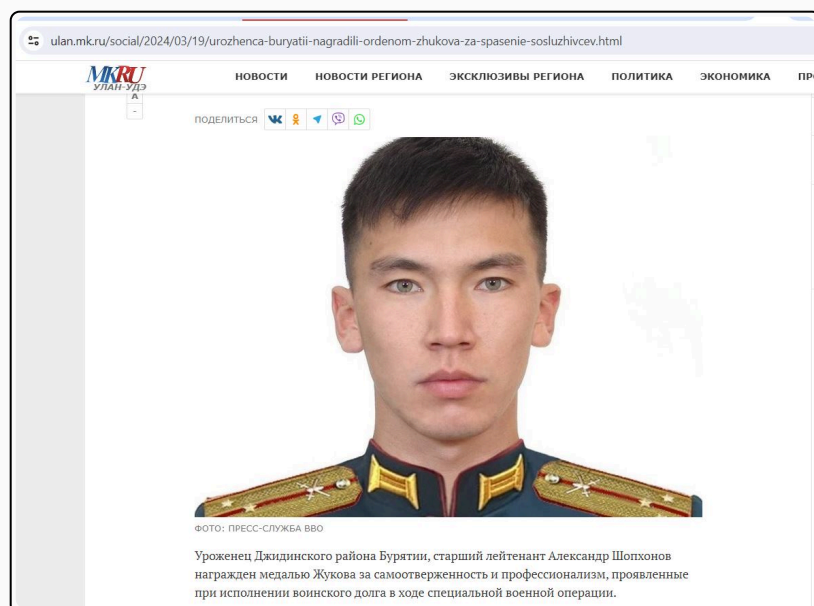 ulan.mk.ru/social/2024/03/19/urozhenca-buryatii-nagradili-ordenom-zhukova-za-spasenie-sosluzhivcev.html
MKRU
УЛАН-УДЭ
НОВОСТИ НОВОСТИ РЕГИОНА ЭКСКЛЮЗИВЫ РЕГИОНА ПОЛИТИКА ЭКОНОМИКА
А
-
ПОДЕЛИТЬСЯ
ФОТО: ПРЕСС-СЛУЖБА ВВО
Уроженец Джидинского района Бурятии, старший лейтенант Александр Шопхонов
награжден медалью Жукова за самоотверженность и профессионализм, проявленные
при исполнении воинского долга в ходе специальной военной операции.